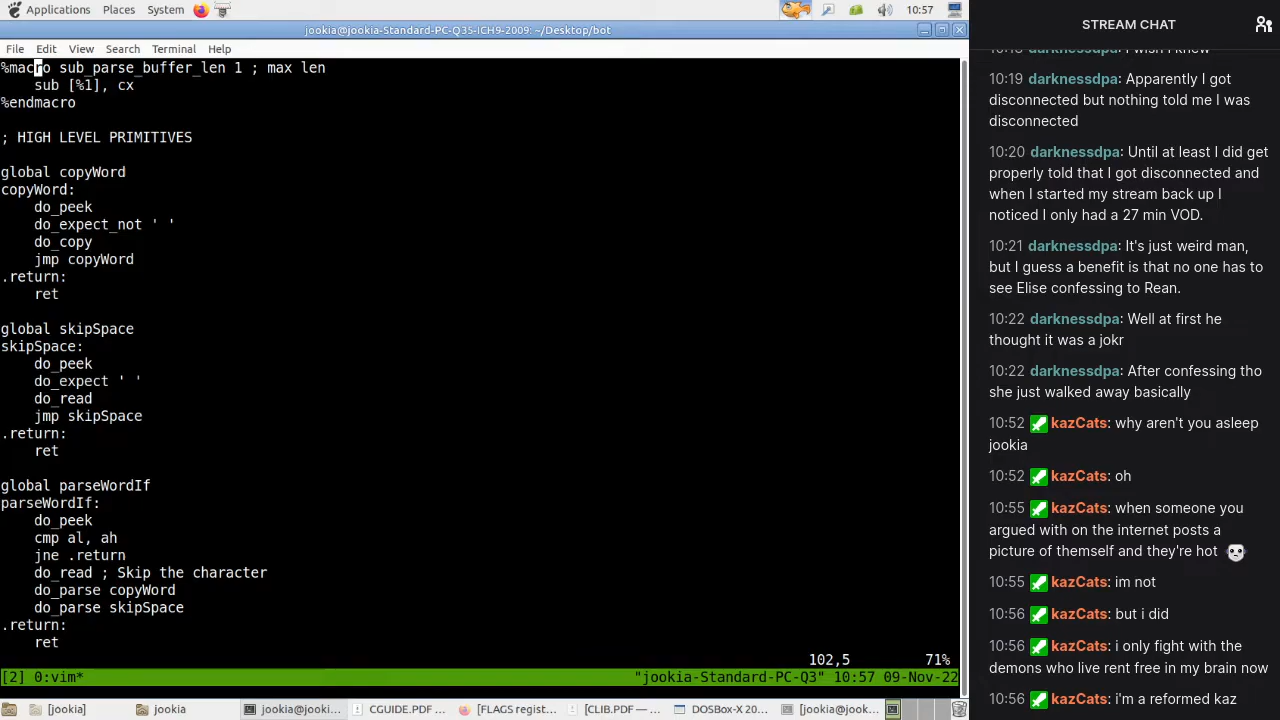 Applications Places System 10:57
jookia@jookia-Standard-PC-Q35-ICH9-2009: ~/Desktop/bot
File Edit View Search Terminal Help
%macro sub_parse_buffer_len 1 ; max len
sub [%1], cx
%endmacro
; HIGH LEVEL PRIMITIVES
global copyWord
copyWord:
do_peek
do_expect_not ' '
do_copy
jmp copyWord
.return:
ret
global skipSpace
skipSpace:
do_peek
do_expect ' '
do_read
jmp skipSpace
.return:
ret
global parseWordIf
parseWordIf:
do_peek
cmp al, ah
jne .return
do_read ; Skip the character
do_parse copyWord
do_parse skipSpace
.return:
ret
102,5 71%
[2] 0:vim* "jookia-Standard-PC-Q3" 10:57 09-Nov-22
[jookia] jookia jookia@jooki... CGUIDE.PDF ... [FLAGS regist... [CLIB.PDF — ... DOSBox-X 20... [jookia@jook...
STREAM CHAT
10:18 darknessdpa: I wish I knew
10:19 darknessdpa: Apparently I got
disconnected but nothing told me I was
disconnected
10:20 darknessdpa: Until at least I did get
properly told that I got disconnected and
when I started my stream back up I
noticed I only had a 27 min VOD.
10:21 darknessdpa: It's just weird man,
but I guess a benefit is that no one has to
see Elise confessing to Rean.
10:22 darknessdpa: Well at first he
thought it was a jokr
10:22 darknessdpa: After confessing tho
she just walked away basically
10:52 kazCats: why aren't you asleep
jookia
10:52 kazCats: oh
10:55 kazCats: when someone you
argued with on the internet posts a
picture of themself and they're hot
10:55 kazCats: im not
10:56 kazCats: but i did
10:56 kazCats: i only fight with the
demons who live rent free in my brain now
10:56 kazCats: i'm a reformed kaz